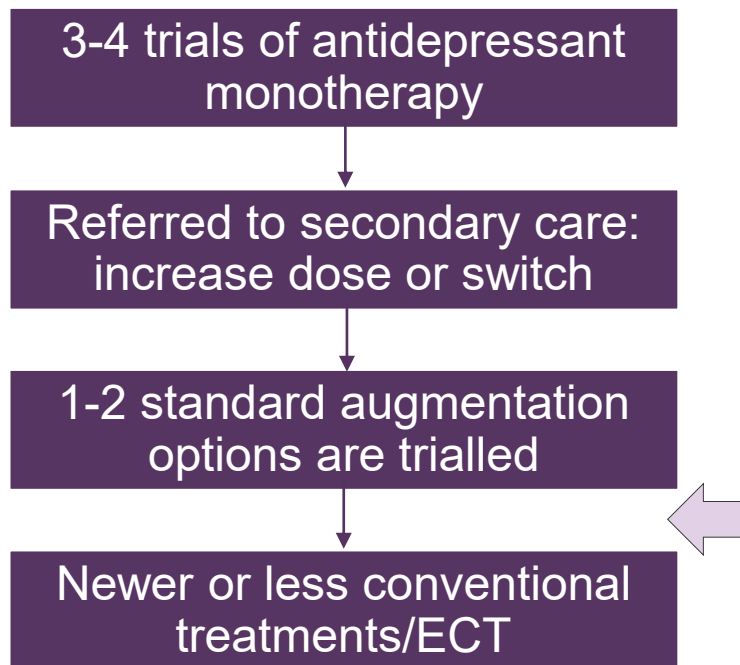 3-4 trials of antidepressant
monotherapy
Referred to secondary care:
increase dose or switch
1-2 standard augmentation
options are trialled
Newer or less conventional
treatments/ECT